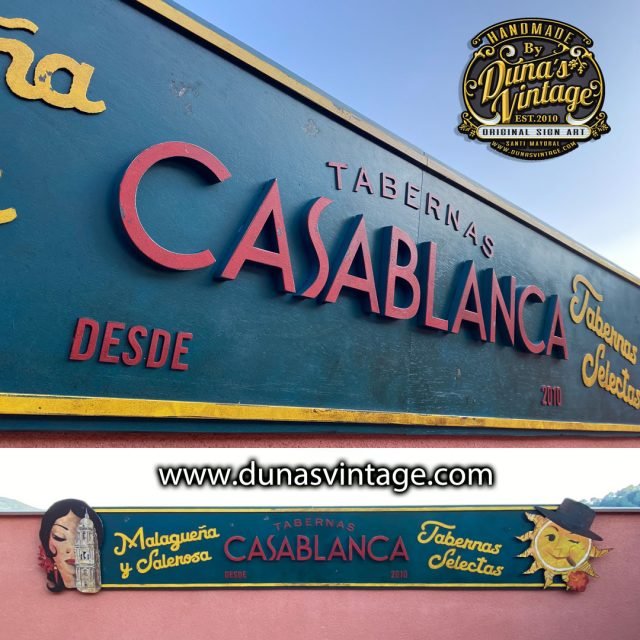 HANDMADE
By
Duna's
Vintage
EST.2010
ORIGINAL SIGN ART
SANTI MAYORAL
WWW.DUNASVINTAGE.COM
ña
TABERNAS
CASABLANCA
Tabernas
Selectas
DESDE
2010
www.dunasvintage.com
Malagueña
y Salerosa
TABERNAS
CASABLANCA
DESDE
2010
Tabernas
Selectas